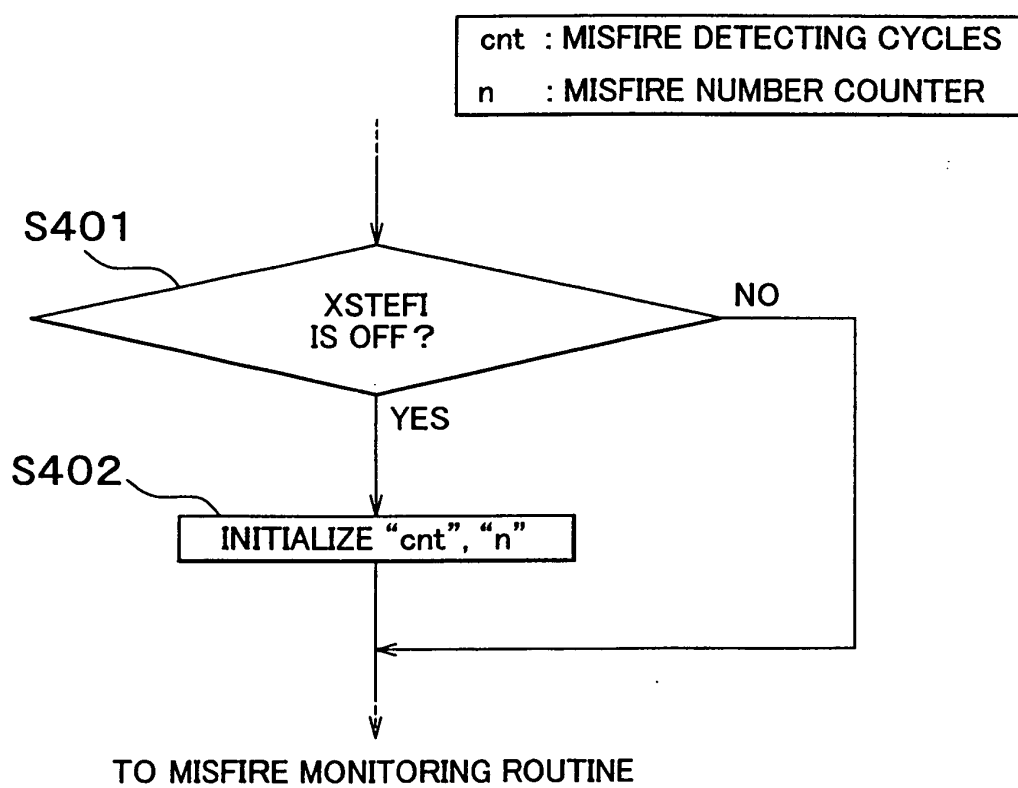 cnt : MISFIRE DETECTING CYCLES
n : MISFIRE NUMBER COUNTER
S401
XSTEFI
IS OFF ?
NO
YES
S402
INITIALIZE “cnt”, “n”
TO MISFIRE MONITORING ROUTINE